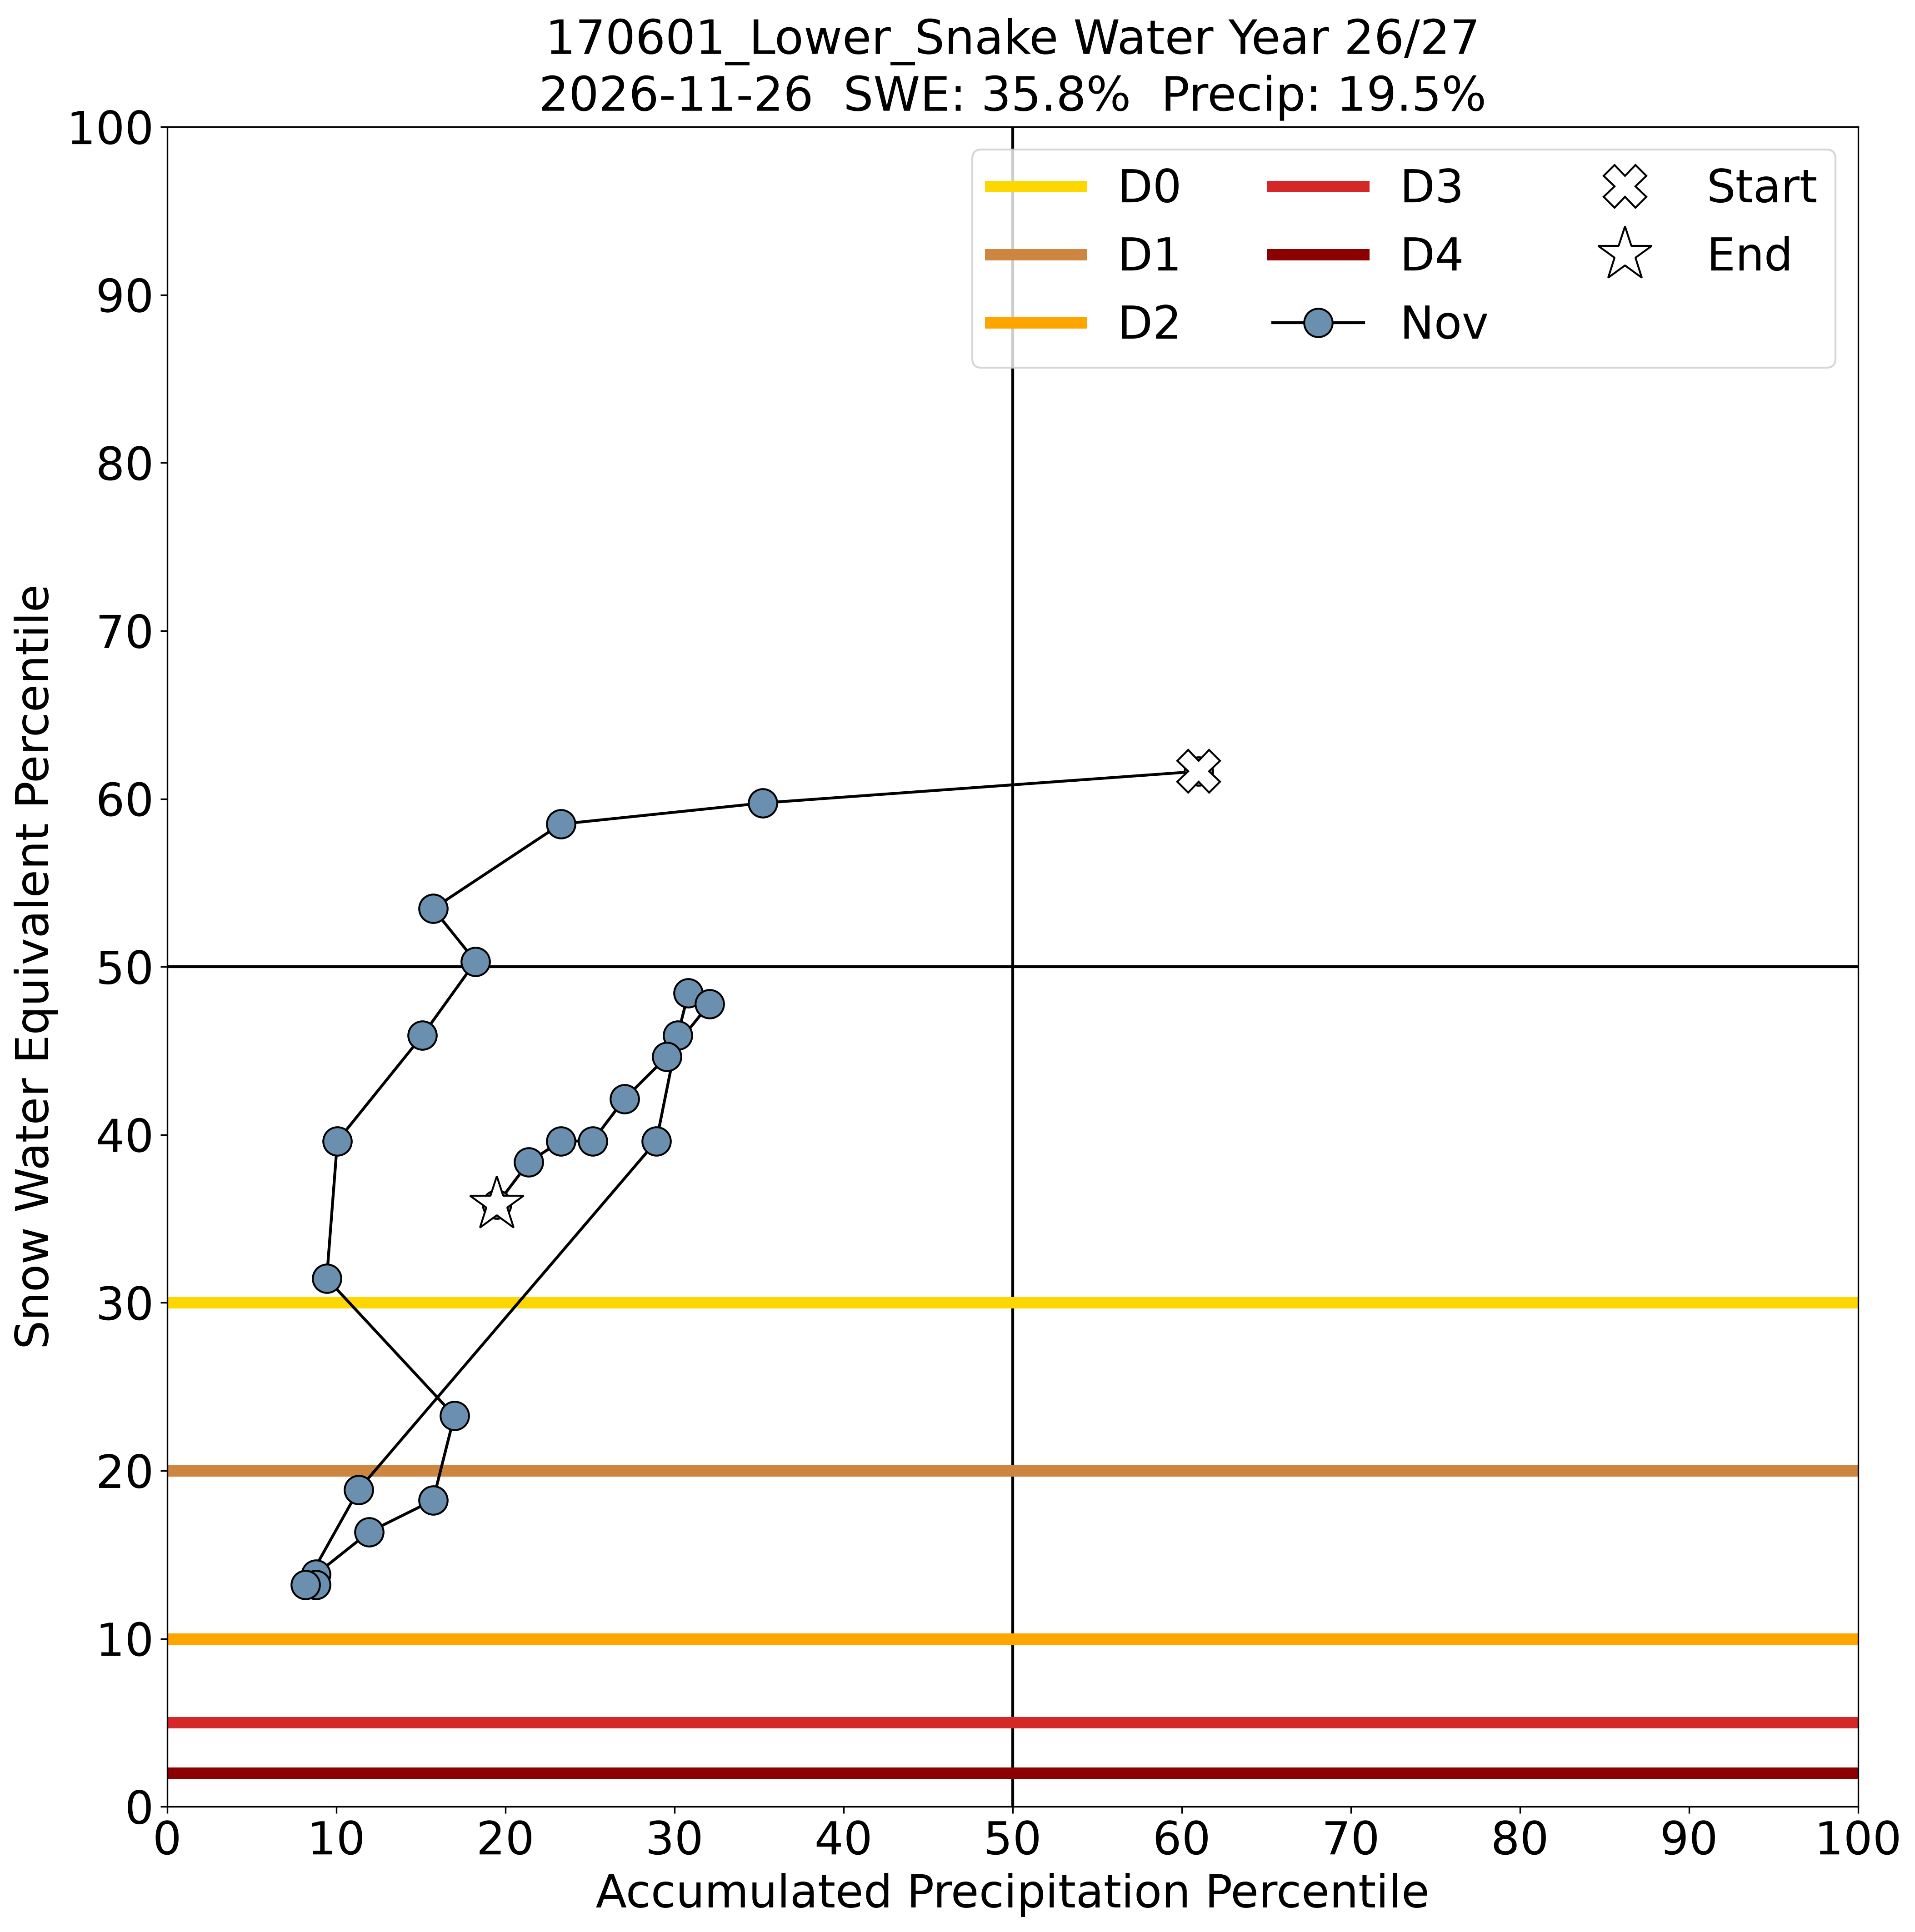 170601_Lower_Snake Water Year 26/27
2026-11-26 SWE: 35.8% Precip: 19.5%
100
90
80
70
60
50
40
30
20
10
0
Snow Water Equivalent Percentile
D0
D1
D2
D3
D4
Nov
Start
End
0 10 20 30 40 50 60 70 80 90 100
Accumulated Precipitation Percentile